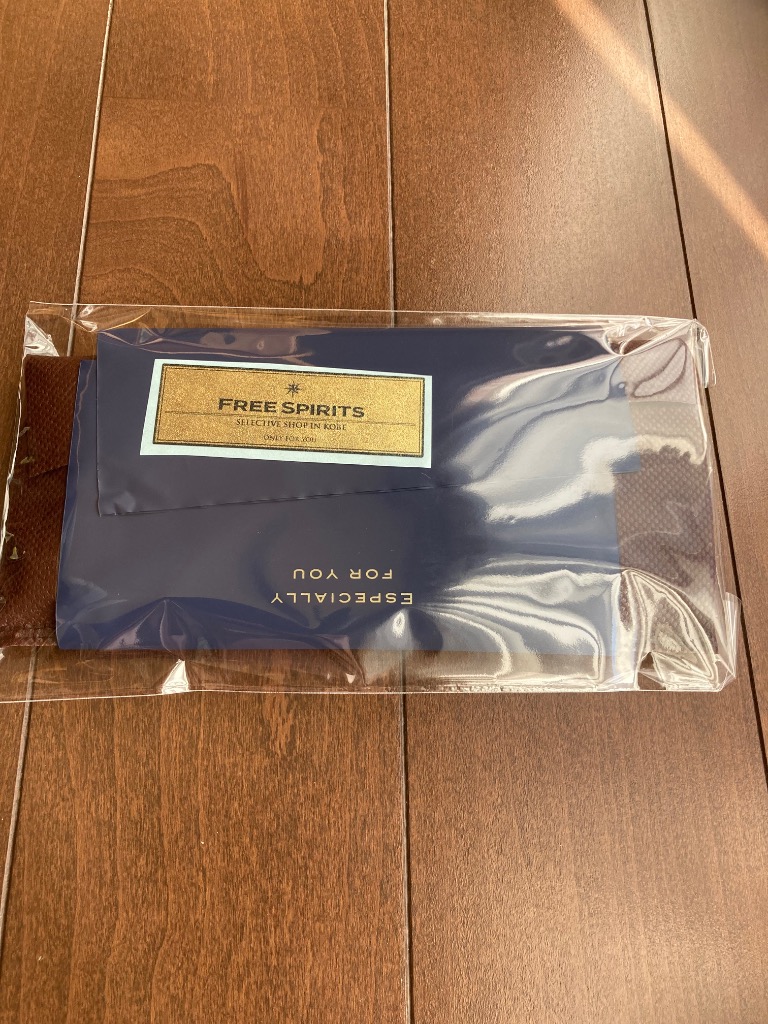 FREE SPIRITS
SELECTIVE SHOP IN KOBE
ONLY FOR YOU
ESPECIALLY
FOR YOU